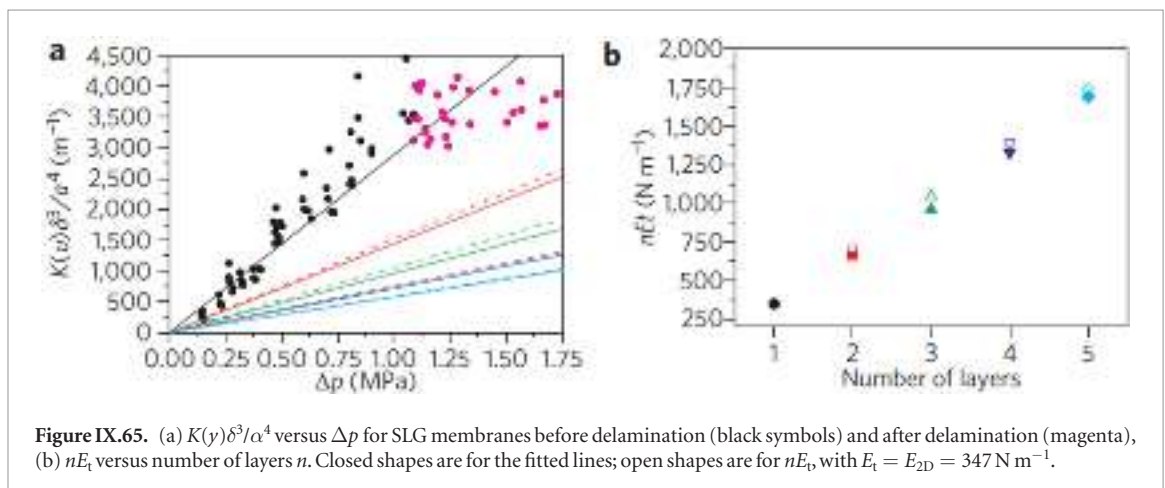 a
4,500
4,000
3,500
3,000
2,500
2,000
1,500
1,000
500
0
K(υ)δ³/α⁴ (m⁻¹)
0.00 0.25 0.50 0.75 1.00 1.25 1.50 1.75
Δp (MPa)
b
2,000
1,750
1,500
1,250
1,000
750
500
250
nEt (N m⁻¹)
1 2 3 4 5
Number of layers
Figure IX.65. (a) K(y)δ³/α⁴ versus Δp for SLG membranes before delamination (black symbols) and after delamination (magenta),
(b) nEₜ versus number of layers n. Closed shapes are for the fitted lines; open shapes are for nEₜ, with Eₜ = E₂D = 347 N m⁻¹.